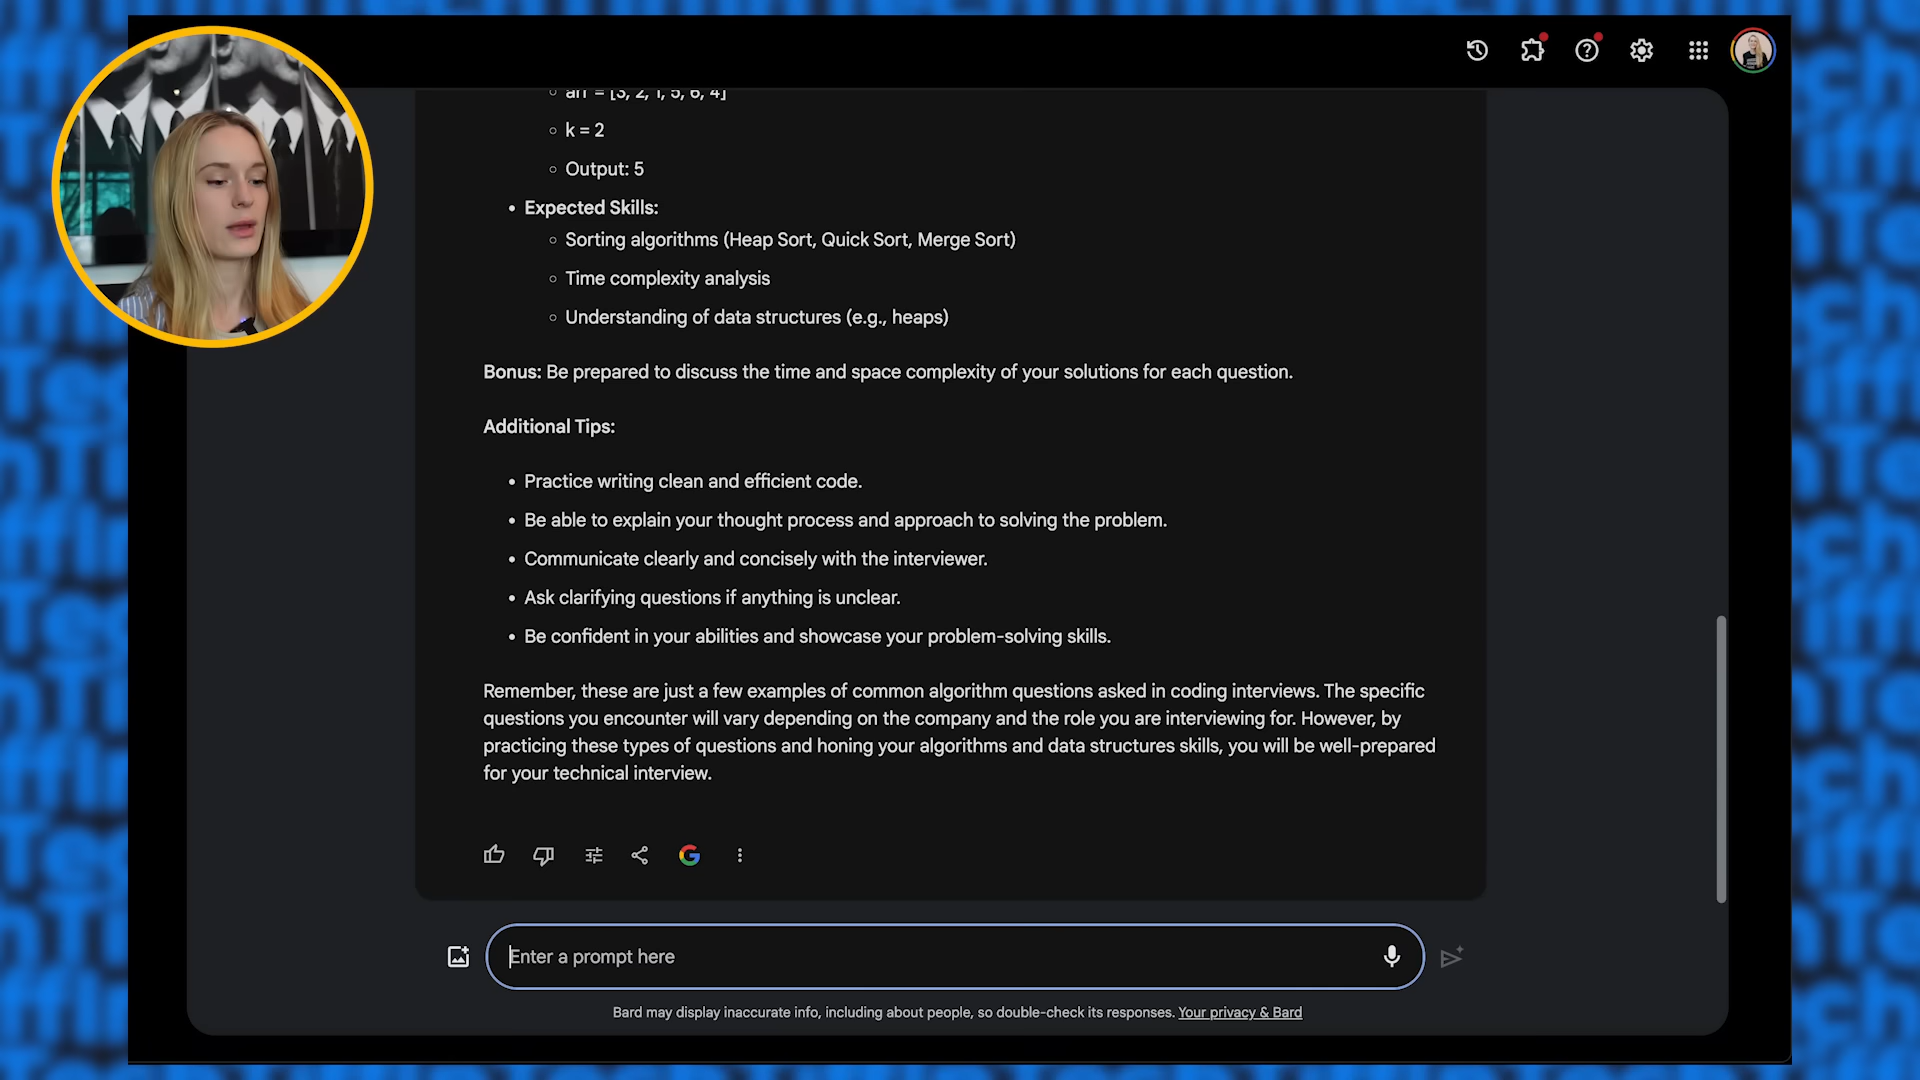 arr = [3, 2, 1, 5, 6, 4]
k = 2
Output: 5
Expected Skills:
Sorting algorithms (Heap Sort, Quick Sort, Merge Sort)
Time complexity analysis
Understanding of data structures (e.g., heaps)
Bonus: Be prepared to discuss the time and space complexity of your solutions for each question.
Additional Tips:
Practice writing clean and efficient code.
Be able to explain your thought process and approach to solving the problem.
Communicate clearly and concisely with the interviewer.
Ask clarifying questions if anything is unclear.
Be confident in your abilities and showcase your problem-solving skills.
Remember, these are just a few examples of common algorithm questions asked in coding interviews. The specific
questions you encounter will vary depending on the company and the role you are interviewing for. However, by
practicing these types of questions and honing your algorithms and data structures skills, you will be well-prepared
for your technical interview.
Enter a prompt here
Bard may display inaccurate info, including about people, so double-check its responses. Your privacy & Bard